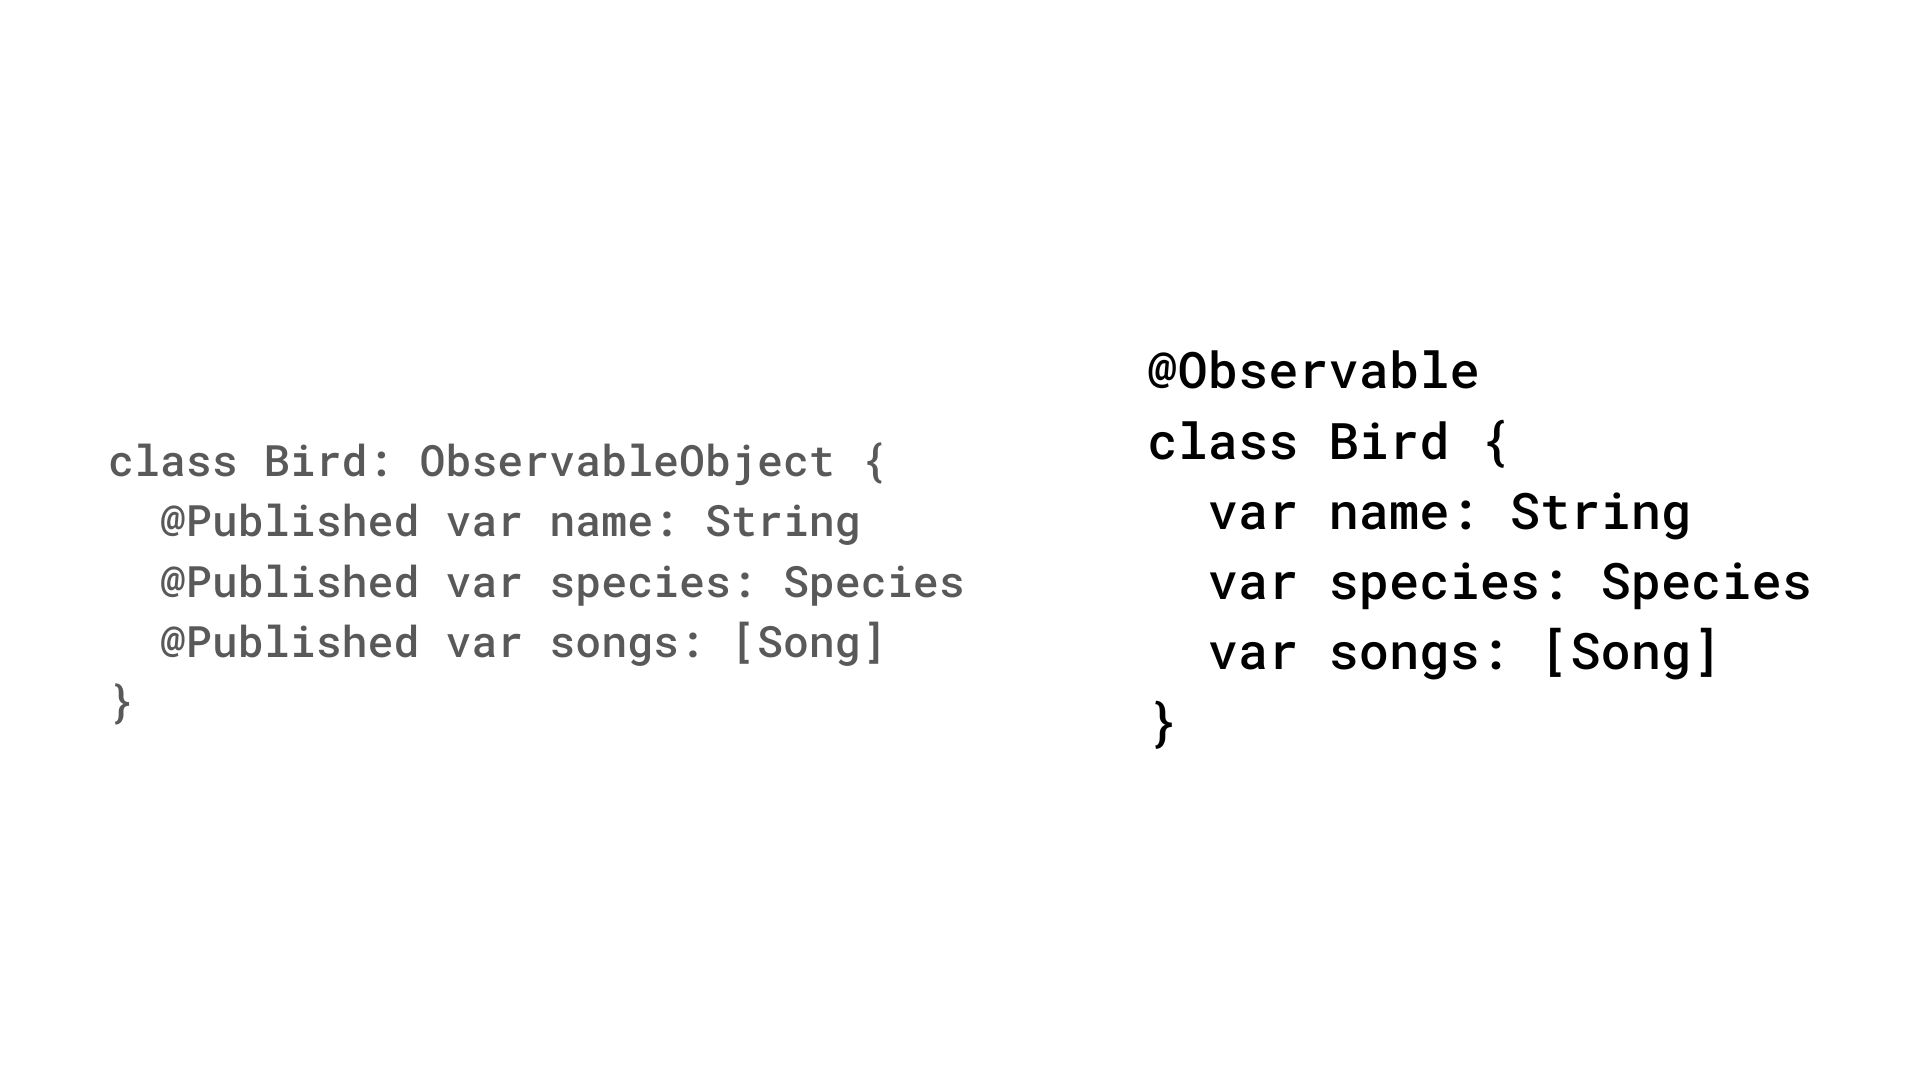 class Bird: ObservableObject {
  @Published var name: String
  @Published var species: Species
  @Published var songs: [Song]
}
@Observable
class Bird {
  var name: String
  var species: Species
  var songs: [Song]
}